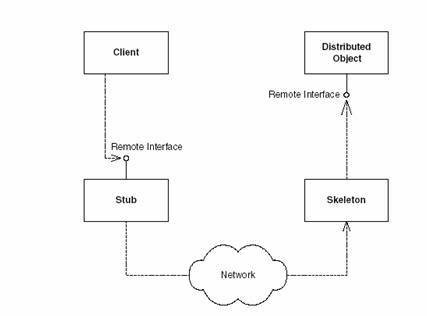 Client
Distributed
Object
Remote Interface
Remote Interface
Stub
Skeleton
Network